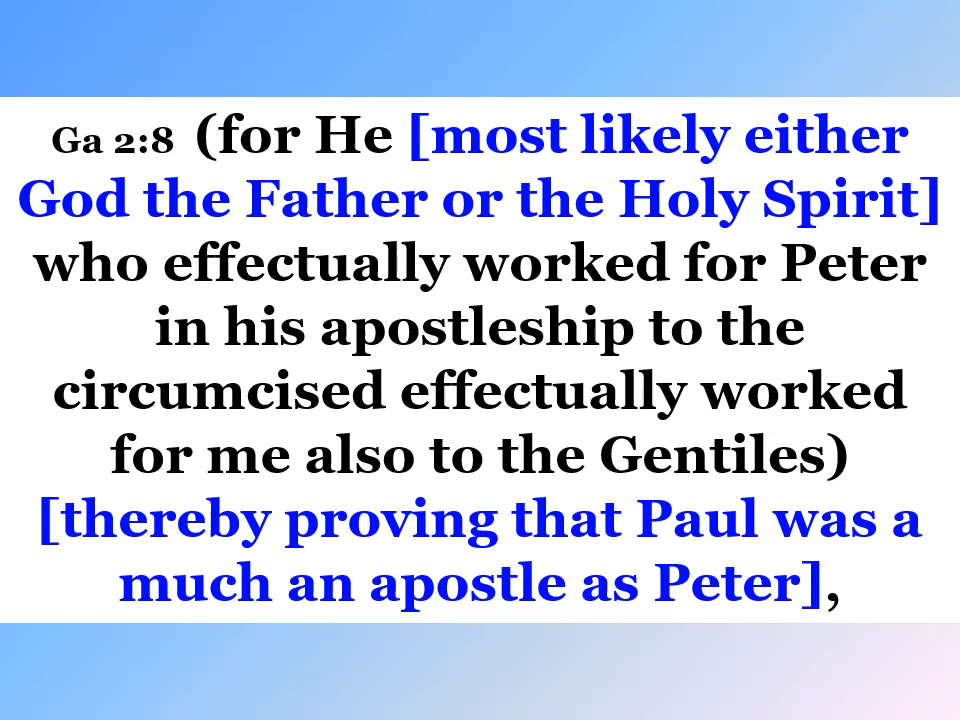 Ga 2:8 (for He [most likely either
God the Father or the Holy Spirit]
who effectually worked for Peter
in his apostleship to the
circumcised effectually worked
for me also to the Gentiles)
[thereby proving that Paul was a
much an apostle as Peter],